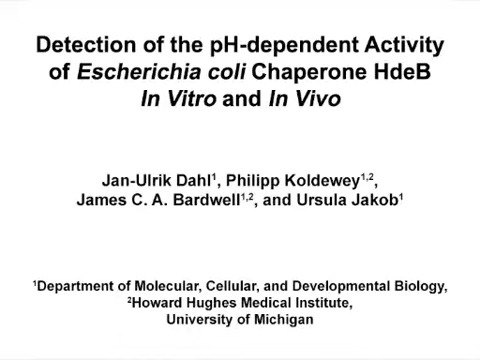 Detection of the pH-dependent Activity
of Escherichia coli Chaperone HdeB
In Vitro and In Vivo
Jan-Ulrik Dahl¹, Philipp Koldewey¹,²,
James C. A. Bardwell¹,², and Ursula Jakob¹
¹Department of Molecular, Cellular, and Developmental Biology,
²Howard Hughes Medical Institute,
University of Michigan